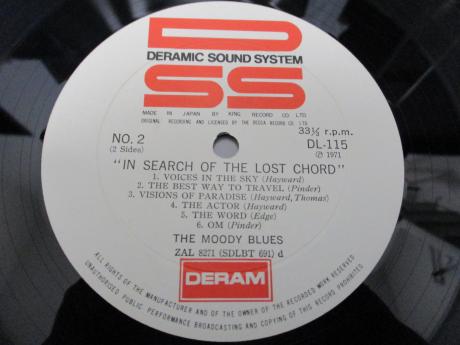 DERAMIC SOUND SYSTEM
DSS
MADE IN JAPAN BY KING RECORD CO LTD
ORIGINAL RECORDING AND LICENSED BY THE DECCA RECORD CO LTD
NO. 2
(2 Sides)
33⅓ r.p.m.
DL-115
Ⓟ 1971
"IN SEARCH OF THE LOST CHORD"
1. VOICES IN THE SKY (Hayward)
2. THE BEST WAY TO TRAVEL (Pinder)
3. VISIONS OF PARADISE (Hayward, Thomas)
4. THE ACTOR (Hayward)
5. THE WORD (Edge)
6. OM (Pinder)
THE MOODY BLUES
ZAL 8271 (SDLBT 691) d
DERAM
ALL RIGHTS OF THE MANUFACTURER AND OF THE OWNER OF THE RECORDED WORK RESERVED
UNAUTHORISED PUBLIC PERFORMANCE BROADCASTING AND COPYING OF THIS RECORD PROHIBITED